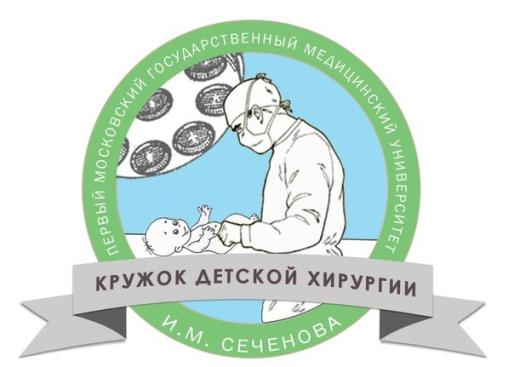 ПЕРВЫЙ МОСКОВСКИЙ ГОСУДАРСТВЕННЫЙ МЕДИЦИНСКИЙ УНИВЕРСИТЕТ
КРУЖОК ДЕТСКОЙ ХИРУРГИИ
И.М. СЕЧЕНОВА